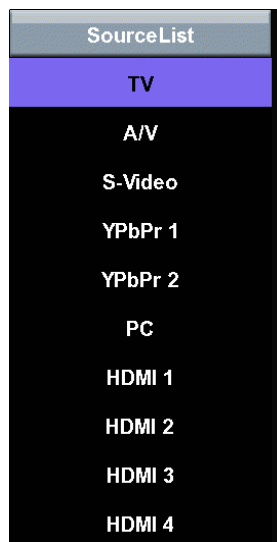 SourceList
TV
A/V
S-Video
YPbPr 1
YPbPr 2
PC
HDMI 1
HDMI 2
HDMI 3
HDMI 4